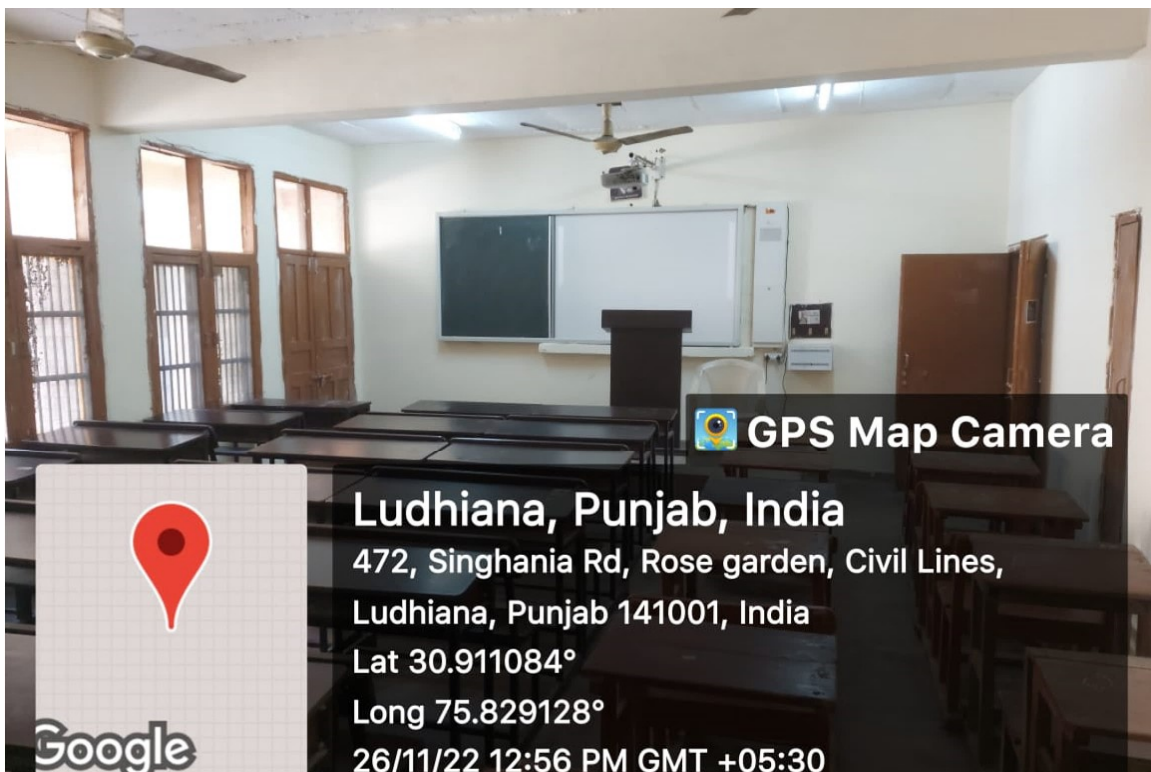 GPS Map Camera
Ludhiana, Punjab, India
472, Singhania Rd, Rose garden, Civil Lines,
Ludhiana, Punjab 141001, India
Lat 30.911084°
Long 75.829128°
26/11/22 12:56 PM GMT +05:30
Google